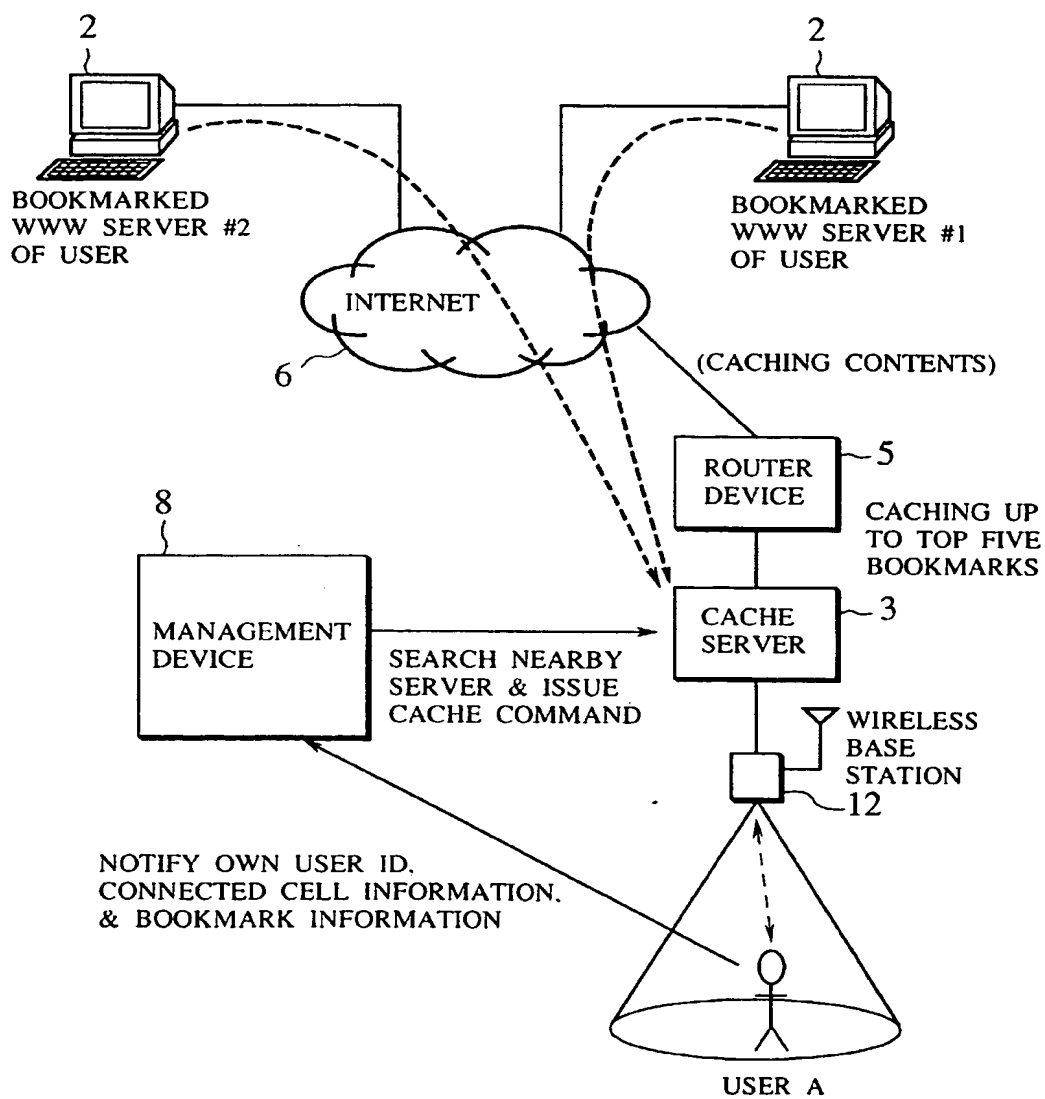 2
2
BOOKMARKED
WWW SERVER #2
OF USER
BOOKMARKED
WWW SERVER #1
OF USER
INTERNET
6
(CACHING CONTENTS)
ROUTER
DEVICE
5
CACHING UP
TO TOP FIVE
BOOKMARKS
8
MANAGEMENT
DEVICE
SEARCH NEARBY
SERVER & ISSUE
CACHE COMMAND
CACHE
SERVER
3
WIRELESS
BASE
STATION
12
NOTIFY OWN USER ID,
CONNECTED CELL INFORMATION,
& BOOKMARK INFORMATION
USER A